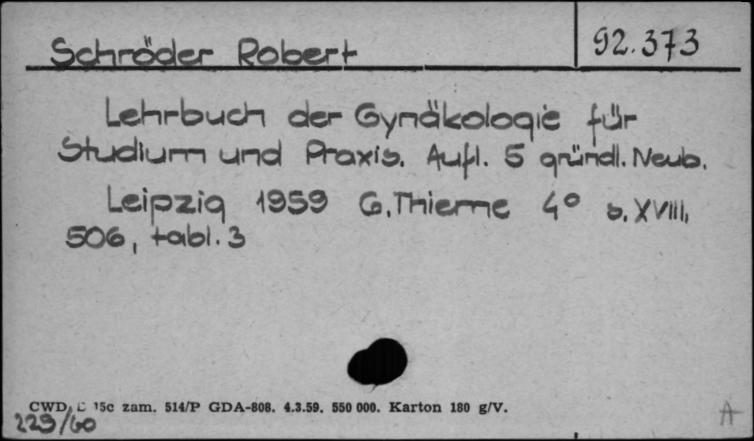 Schröder Robert
92.373
Lehrbuch der Gynäkologie für
Studium und Praxis. Aufl. 5 gründl. Neub.
Leipzig 1959 G. Thieme 4° s. XVIII,
506, tabl. 3
CWD, 15c zam. 514/P GDA-808. 4.3.59. 550 000. Karton 180 g/V.
229/60
A